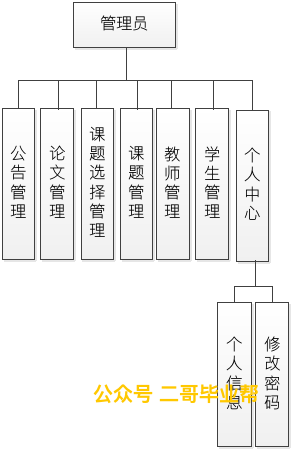 管理员
公告管理
论文管理
课题选择管理
课题管理
教师管理
学生管理
个人中心
个人信息
修改密码
公众号 二哥毕业帮